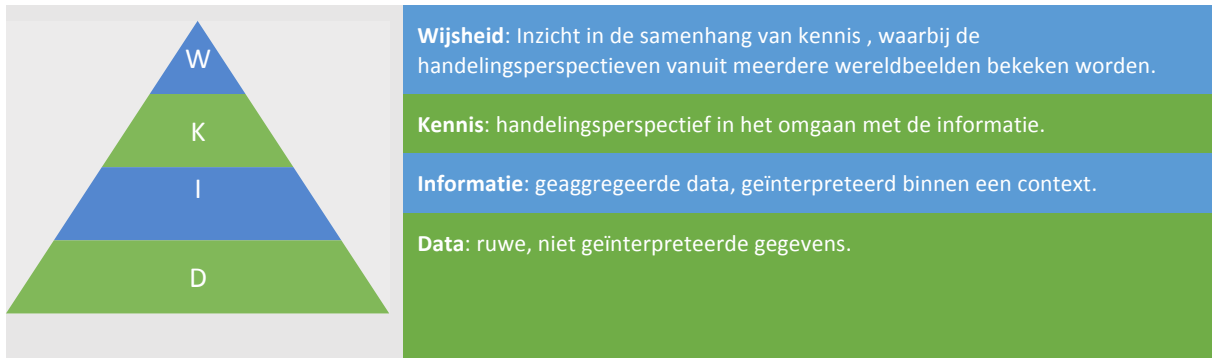 W
K
I
D
Wijsheid: Inzicht in de samenhang van kennis , waarbij de
handelingsperspectieven vanuit meerdere wereldbeelden bekeken worden.
Kennis: handelingsperspectief in het omgaan met de informatie.
Informatie: geaggregeerde data, geïnterpreteerd binnen een context.
Data: ruwe, niet geïnterpreteerde gegevens.